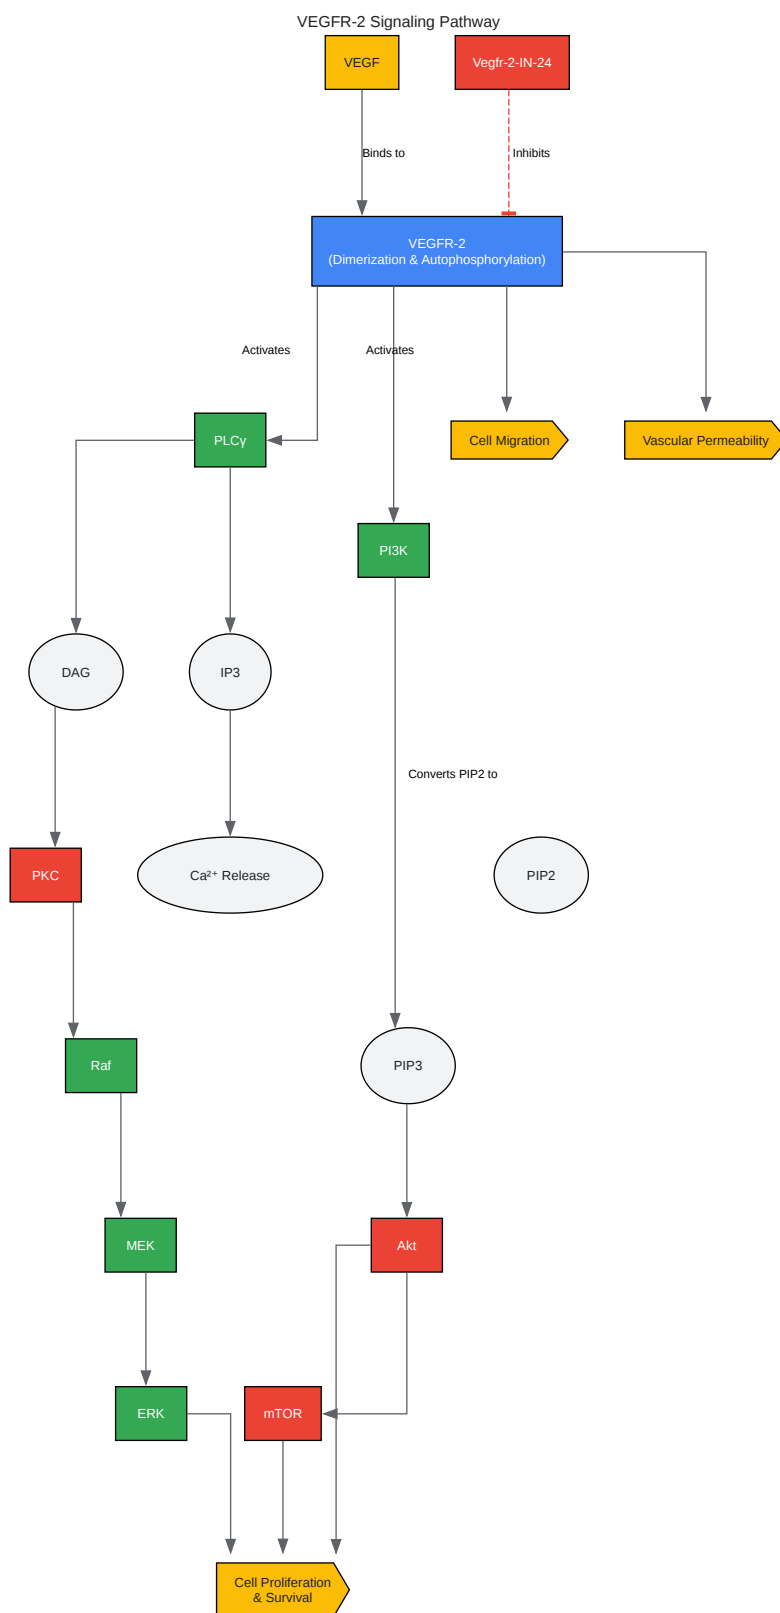 VEGFR-2 Signaling Pathway
VEGF
Vegfr-2-IN-24
Binds to
Inhibits
VEGFR-2
(Dimerization & Autophosphorylation)
Activates
Activates
PLCγ
Cell Migration
Vascular Permeability
PI3K
DAG
IP3
Converts PIP2 to
PKC
Ca²⁺ Release
PIP2
Raf
PIP3
MEK
Akt
ERK
mTOR
Cell Proliferation
& Survival